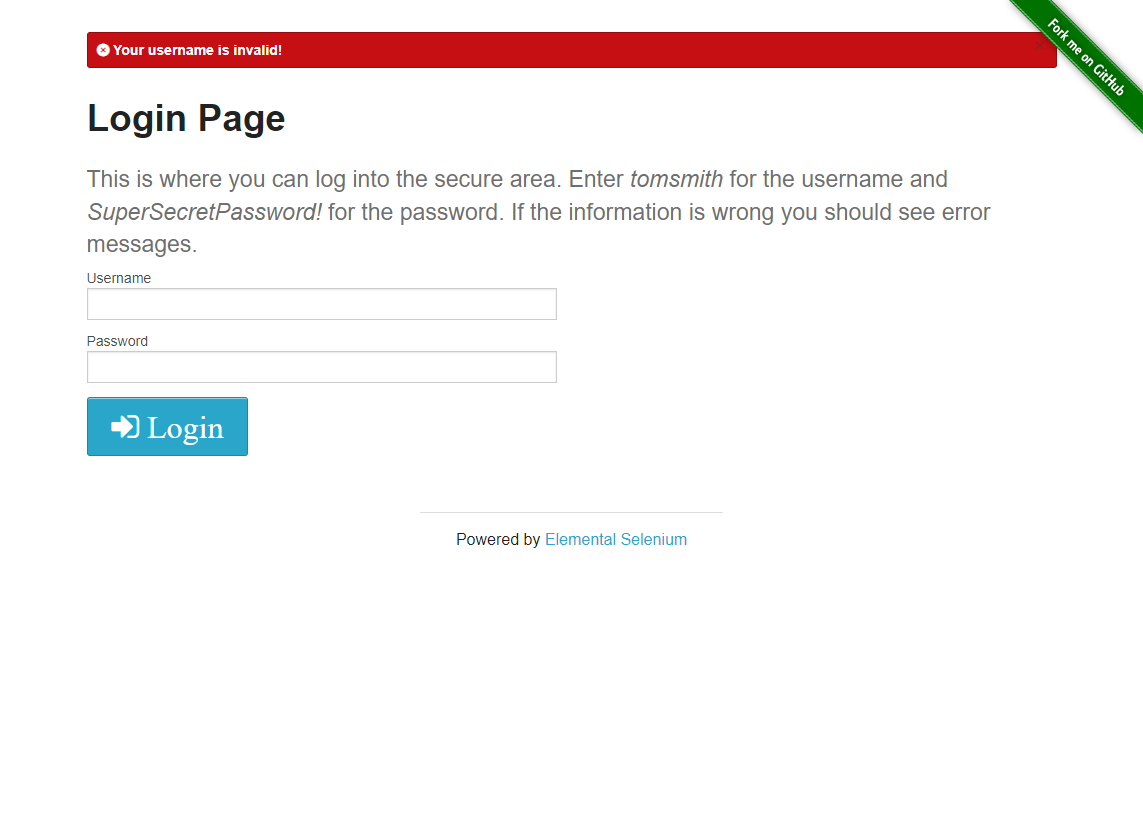 Your username is invalid!
Fork me on GitHub
Login Page
This is where you can log into the secure area. Enter tomsmith for the username and
SuperSecretPassword! for the password. If the information is wrong you should see error
messages.
Username
Password
Login
Powered by Elemental Selenium